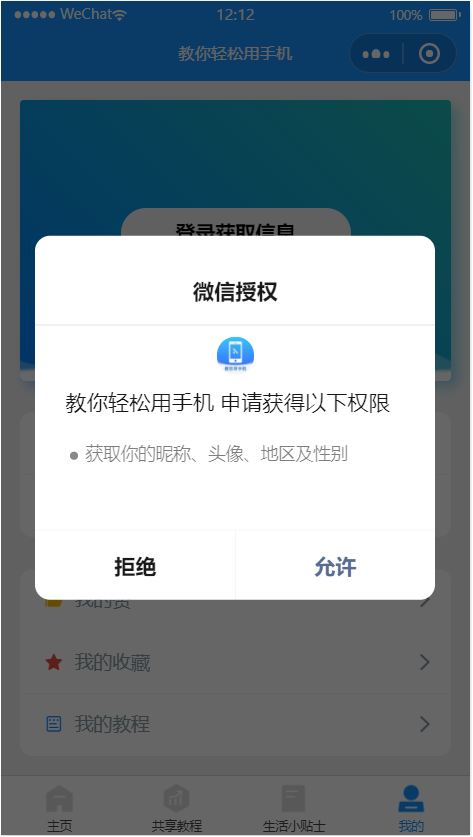 WeChat 12:12 100%
教你轻松用手机
登录获取信息
微信授权
教你轻松用手机 申请获得以下权限
获取你的昵称、头像、地区及性别
拒绝 允许
我的赞
我的收藏
我的教程
主页 共享教程 生活小贴士 我的